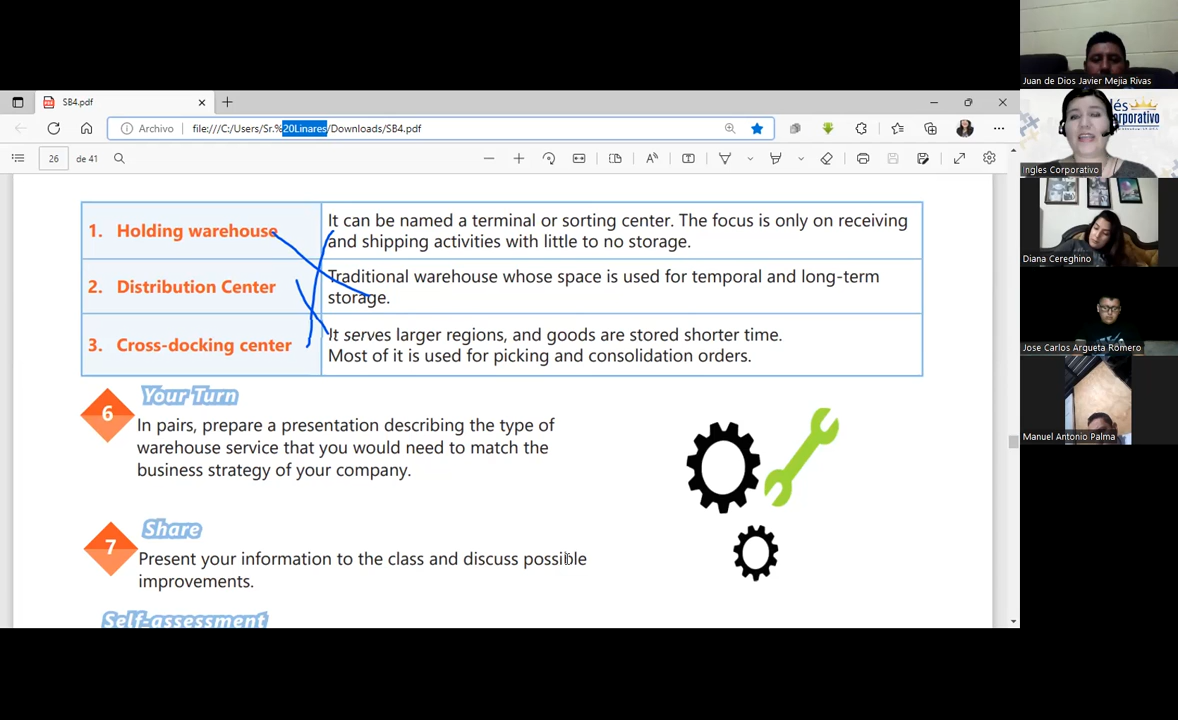 SB4.pdf
Archivo
file:///C:/Users/Sr.%20Linares/Downloads/SB4.pdf
26
de 41
1. Holding warehouse
It can be named a terminal or sorting center. The focus is only on receiving
and shipping activities with little to no storage.
2. Distribution Center
Traditional warehouse whose space is used for temporal and long-term
storage.
3. Cross-docking center
It serves larger regions, and goods are stored shorter time.
Most of it is used for picking and consolidation orders.
6
Your Turn
In pairs, prepare a presentation describing the type of
warehouse service that you would need to match the
business strategy of your company.
7
Share
Present your information to the class and discuss possible
improvements.
Self-assessment
Juan de Dios Javier Mejia Rivas
Ingles Corporativo
Diana Cereghino
Jose Carlos Argueta Romero
Manuel Antonio Palma